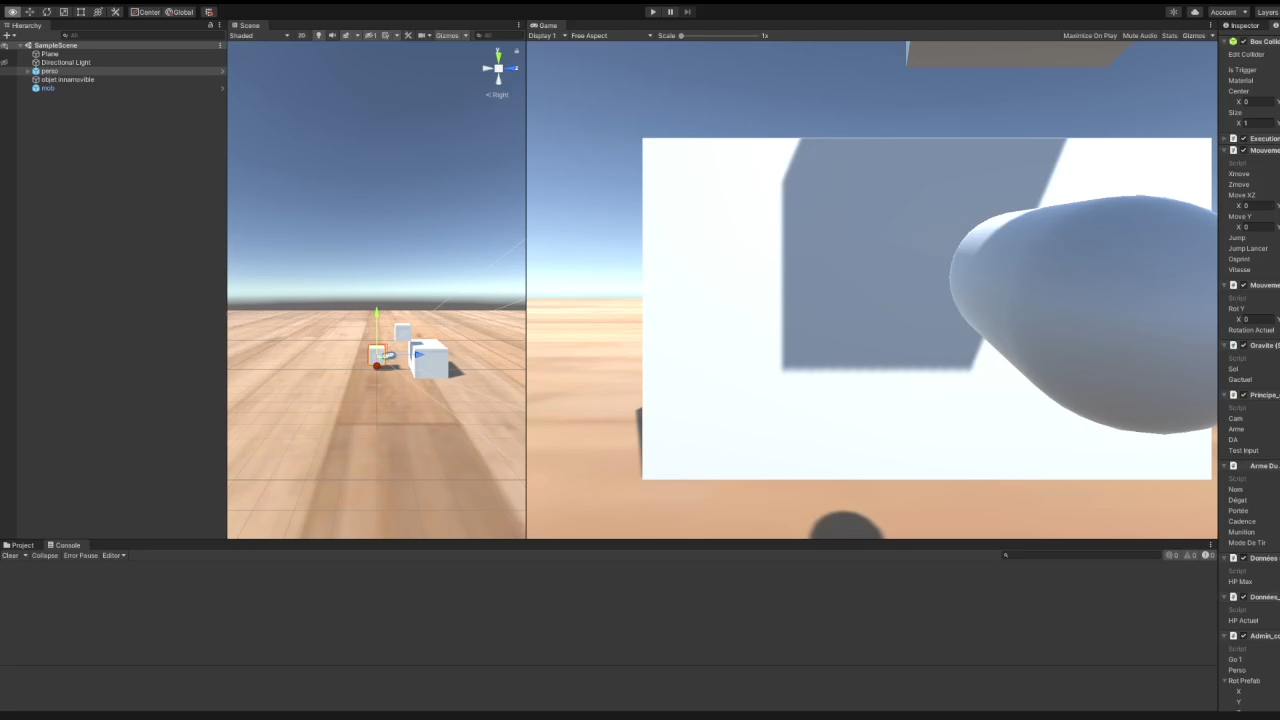 Center
Global
Account
Layers
Hierarchy
All
SampleScene
Plane
Directional Light
perso
objet innamovible
mob
Scene
Shaded
2D
Gizmos
All
y
z
< Right
Game
Display 1
Free Aspect
Scale
1x
Maximize On Play
Mute Audio
Stats
Gizmos
Inspector
Box Colli
Edit Collider
Is Trigger
Material
Center
X 0
Size
X 1
Execution
Mouveme
Script
Xmove
Zmove
Move XZ
X 0
Move Y
X 0
Jump
Jump Lancer
Osprint
Vitesse
Mouveme
Script
Rot Y
X 0
Rotation Actuel
Gravite (S
Script
Sol
Gactuel
Principe_
Script
Cam
Arme
DA
Test Input
Arme Du
Script
Nom
Dégat
Portée
Cadence
Munition
Mode De Tir
Données
Script
HP Max
Données_
Script
HP Actuel
Admin_co
Script
Go 1
Perso
Rot Prefab
X
Y
Project
Console
Clear
Collapse
Error Pause
Editor
0
0
0